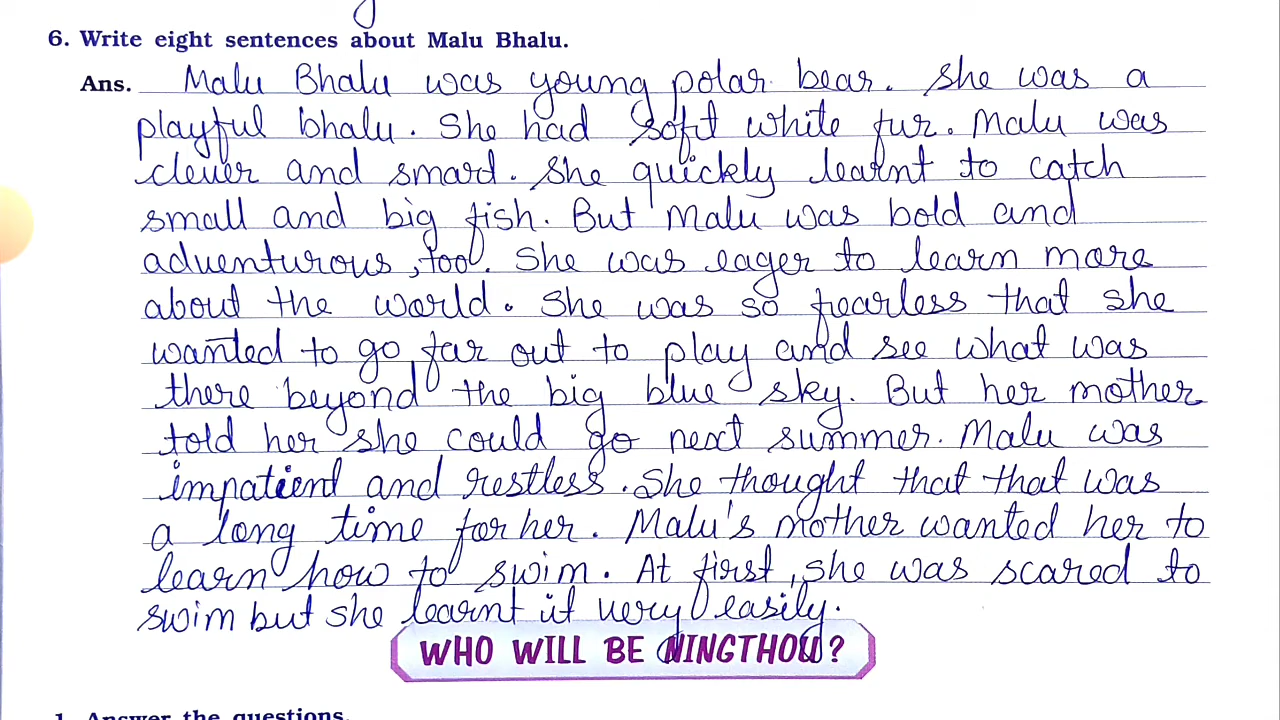 6. Write eight sentences about Malu Bhalu.
Ans. Malu Bhalu was young polar bear. She was a
playful bhalu. She had soft white fur. Malu was
clever and smard. She quickly learnt to catch
small and big fish. But Malu was bold and
adventurous, too. She was eager to learn more
about the world. She was so fearless that she
wanted to go far out to play and see what was
there beyond the big blue sky. But her mother
told her she could go next summer. Malu was
impatiend and restless. She thought that that was
a long time for her. Malu's mother wanted her to
learn how to swim. At first, she was scared to
swim but she learnt it very easily.
WHO WILL BE NINGTHOU?
1. Answer the questions.